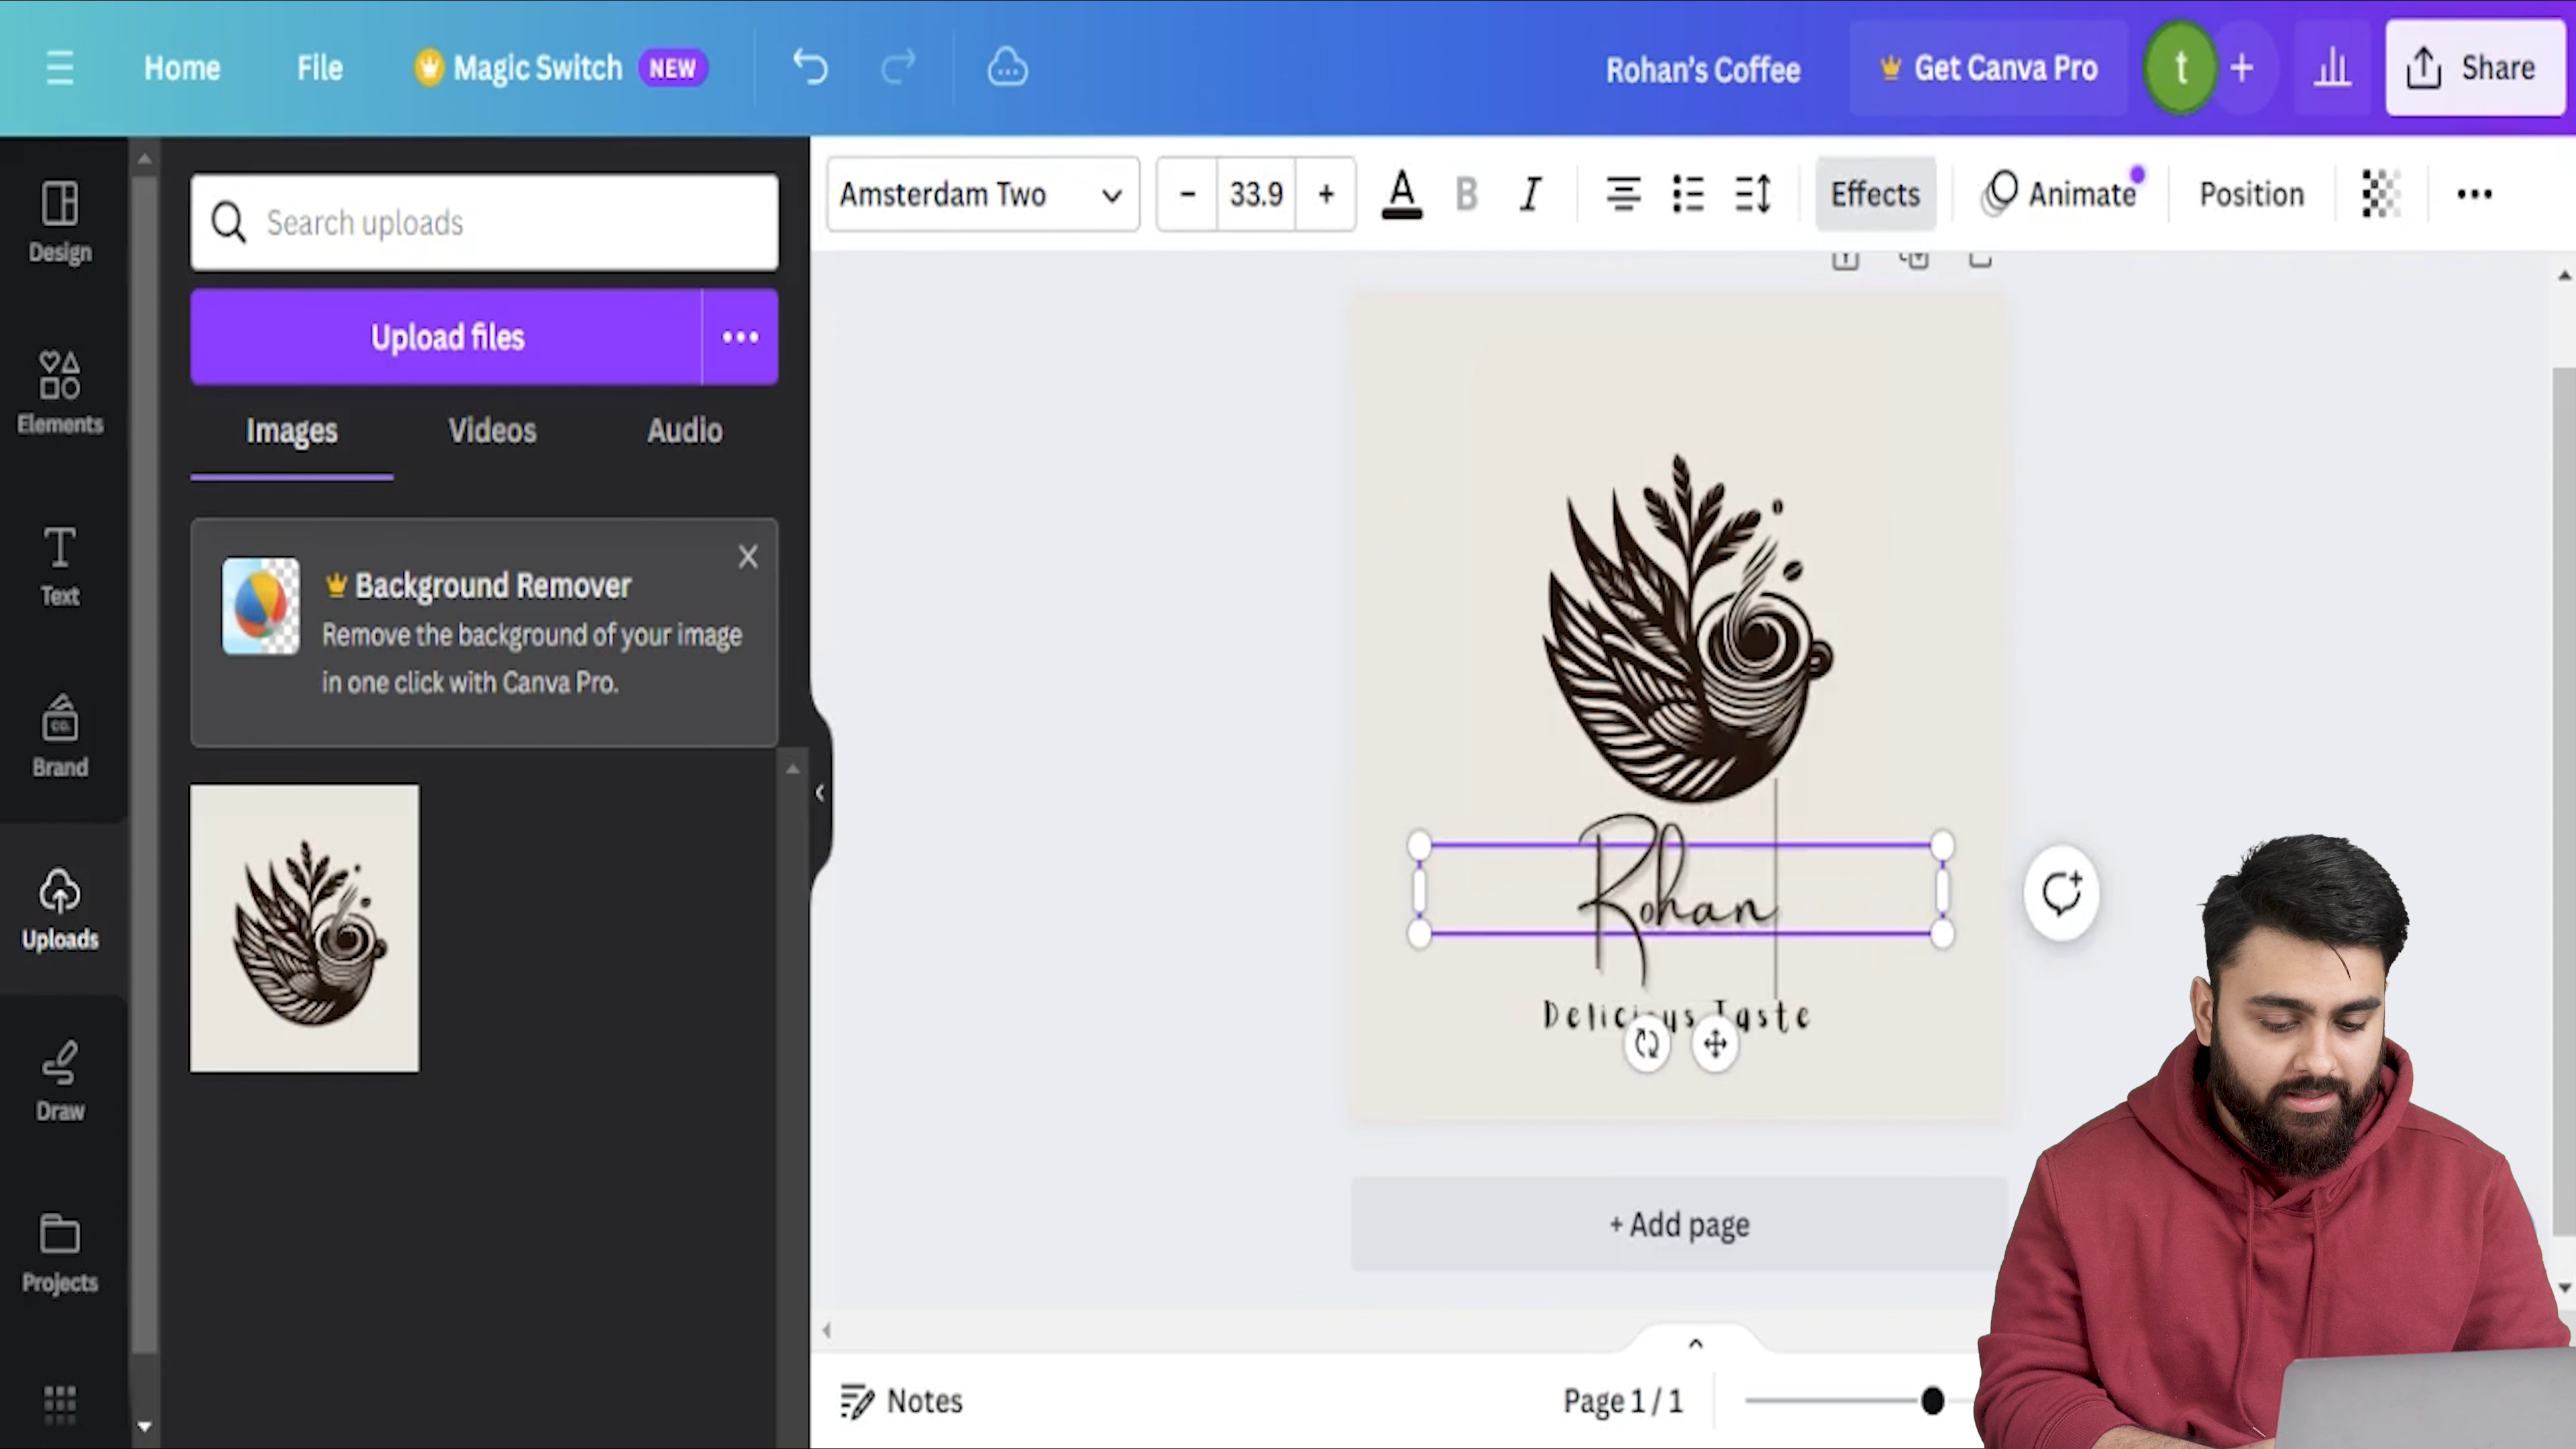 Home File Magic Switch NEW Rohan's Coffee Get Canva Pro t + Share
Amsterdam Two - 33.9 + A B I Effects Animate Position
Design
Elements
Text
CO.
Brand
Uploads
Draw
Projects
Search uploads
Upload files
Images Videos Audio
Background Remover
Remove the background of your image
in one click with Canva Pro.
Rohan
Delicious Taste
+ Add page
Notes Page 1 / 1